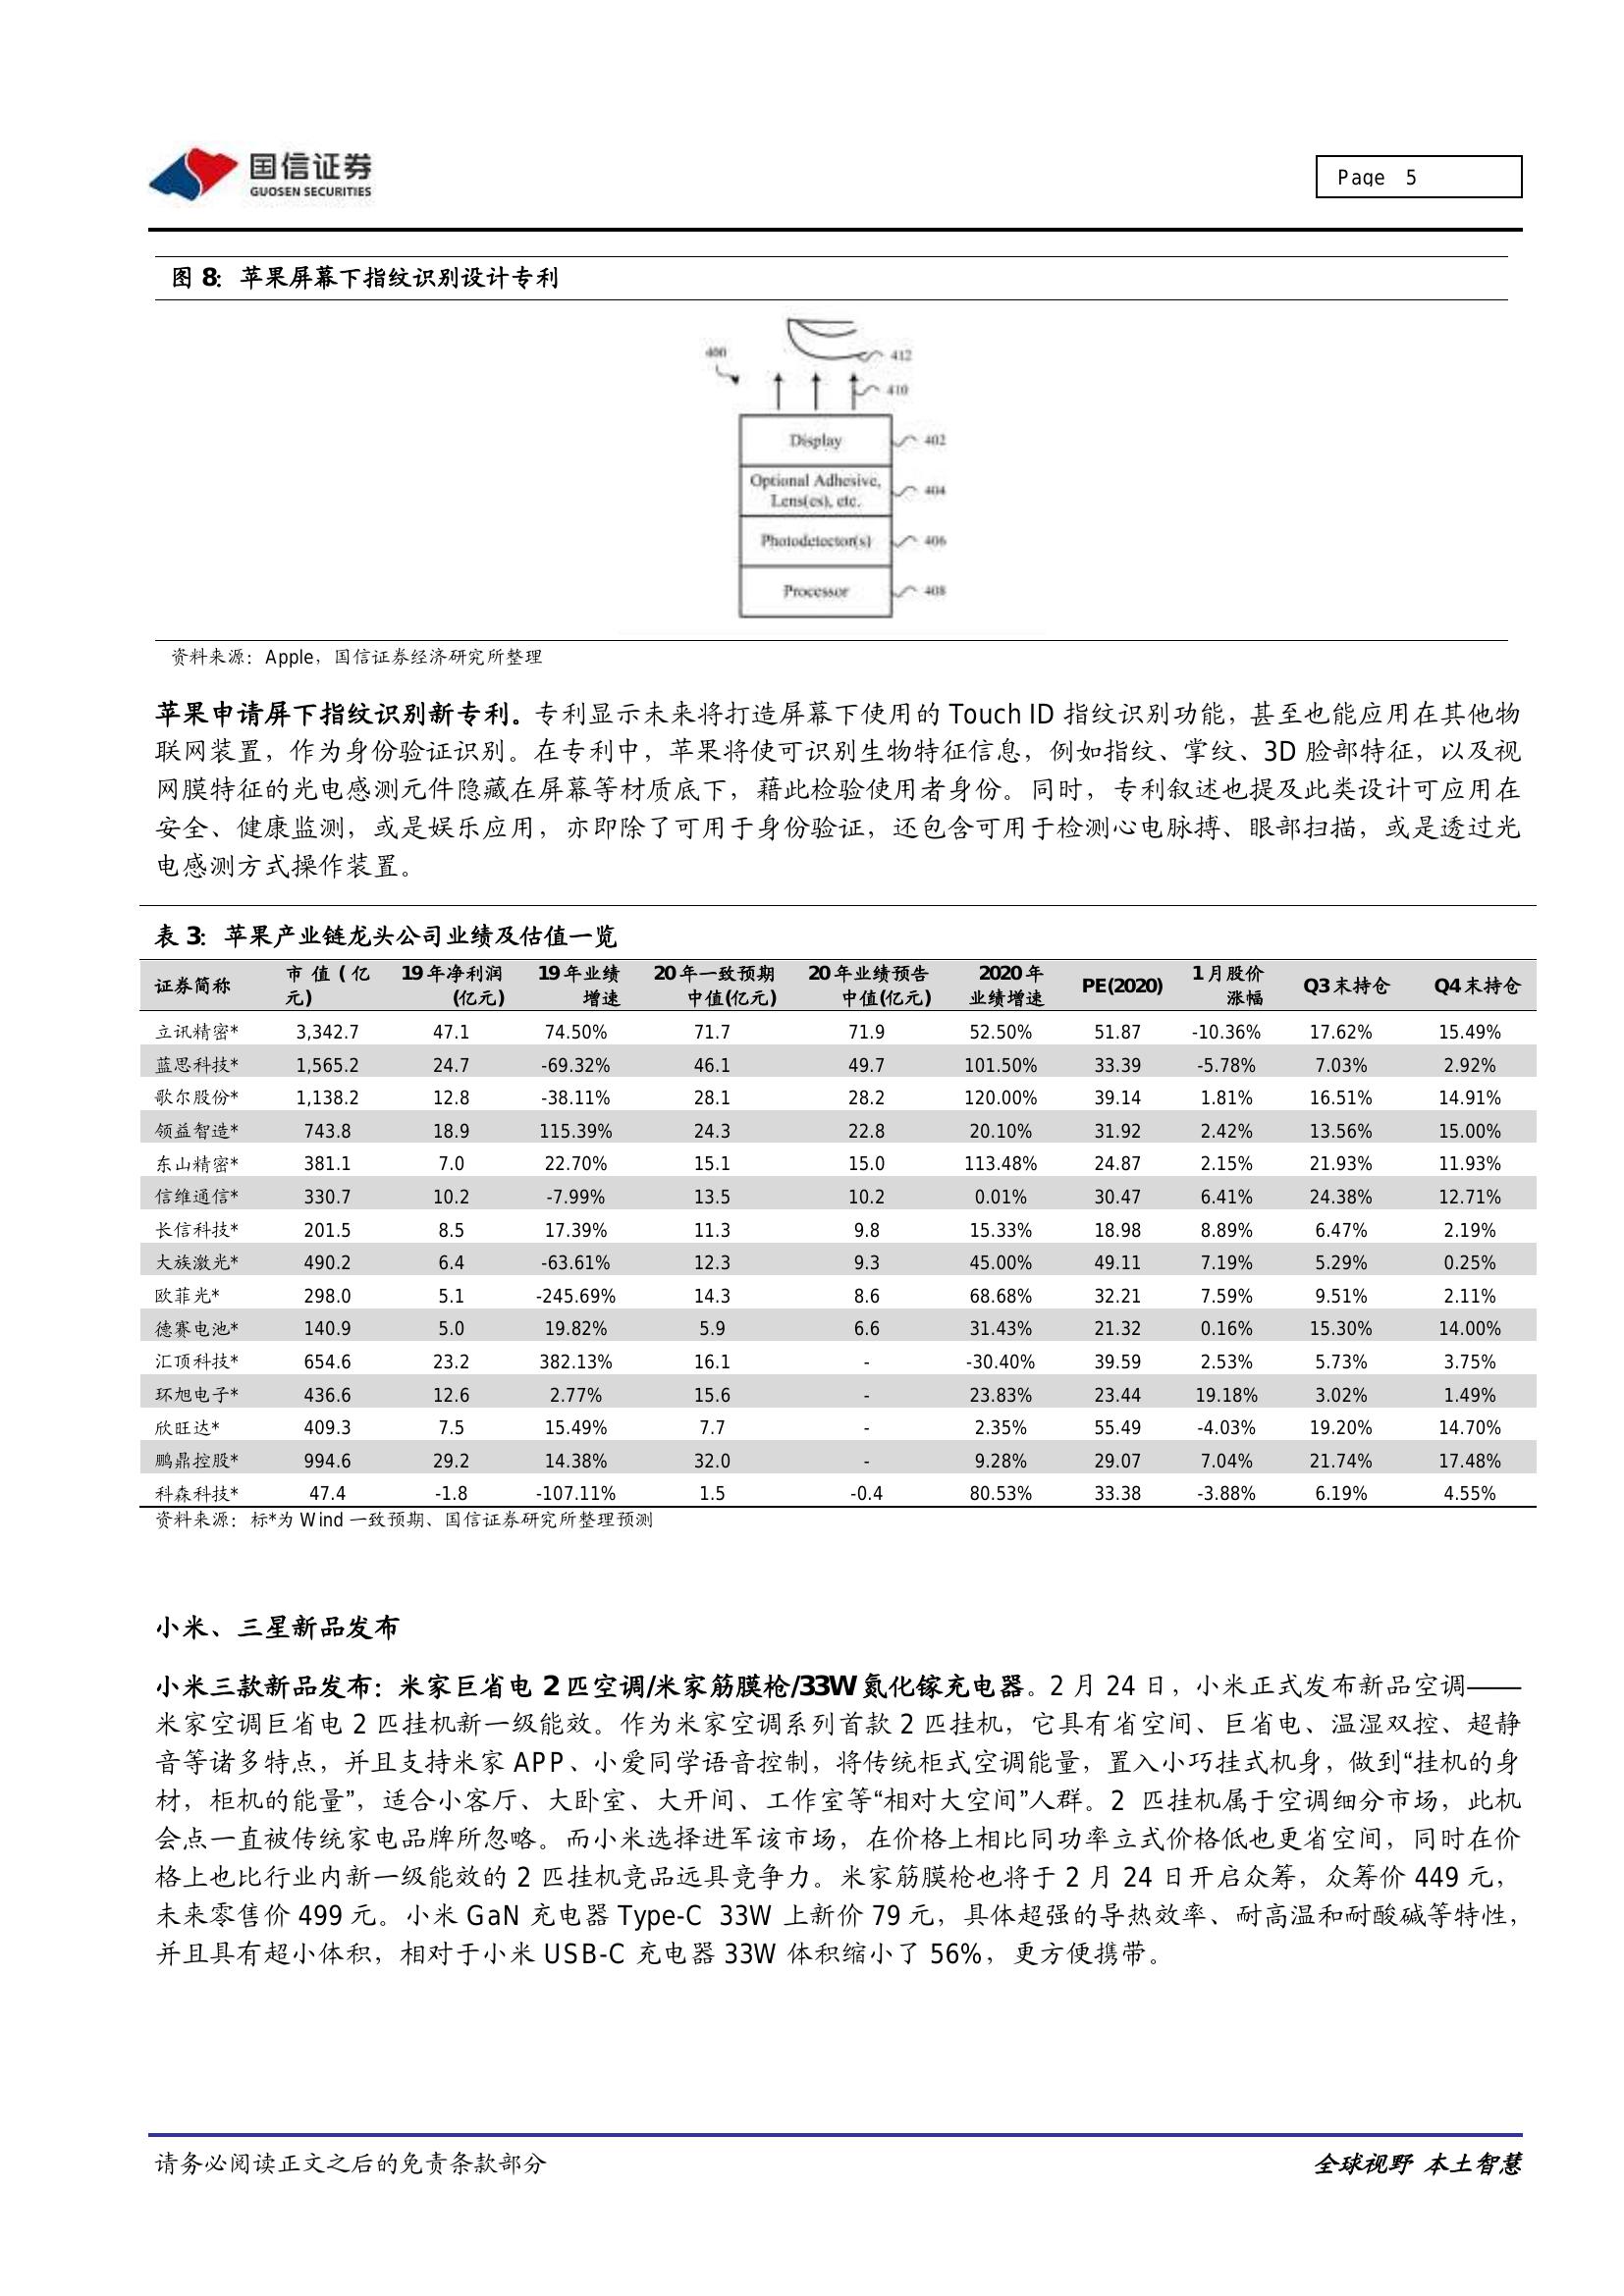 国信证券
GUOSEN SECURITIES
Page 5
图 8：苹果屏幕下指纹识别设计专利
400
412
410
Display 402
Optional Adhesive, Lens(es), etc. 404
Photodetector(s) 406
Processor 408
资料来源：Apple，国信证券经济研究所整理
苹果申请屏下指纹识别新专利。专利显示未来将打造屏幕下使用的 Touch ID 指纹识别功能，甚至也能应用在其他物
联网装置，作为身份验证识别。在专利中，苹果将使可识别生物特征信息，例如指纹、掌纹、3D 脸部特征，以及视
网膜特征的光电感测元件隐藏在屏幕等材质底下，藉此检验使用者身份。同时，专利叙述也提及此类设计可应用在
安全、健康监测，或是娱乐应用，亦即除了可用于身份验证，还包含可用于检测心电脉搏、眼部扫描，或是透过光
电感测方式操作装置。
表 3：苹果产业链龙头公司业绩及估值一览
证券简称 市值(亿元) 19年净利润(亿元) 19年业绩增速 20年一致预期中值(亿元) 20年业绩预告中值(亿元) 2020年业绩增速 PE(2020) 1月股价涨幅 Q3末持仓 Q4末持仓
立讯精密* 3,342.7 47.1 74.50% 71.7 71.9 52.50% 51.87 -10.36% 17.62% 15.49%
蓝思科技* 1,565.2 24.7 -69.32% 46.1 49.7 101.50% 33.39 -5.78% 7.03% 2.92%
歌尔股份* 1,138.2 12.8 -38.11% 28.1 28.2 120.00% 39.14 1.81% 16.51% 14.91%
领益智造* 743.8 18.9 115.39% 24.3 22.8 20.10% 31.92 2.42% 13.56% 15.00%
东山精密* 381.1 7.0 22.70% 15.1 15.0 113.48% 24.87 2.15% 21.93% 11.93%
信维通信* 330.7 10.2 -7.99% 13.5 10.2 0.01% 30.47 6.41% 24.38% 12.71%
长信科技* 201.5 8.5 17.39% 11.3 9.8 15.33% 18.98 8.89% 6.47% 2.19%
大族激光* 490.2 6.4 -63.61% 12.3 9.3 45.00% 49.11 7.19% 5.29% 0.25%
欧菲光* 298.0 5.1 -245.69% 14.3 8.6 68.68% 32.21 7.59% 9.51% 2.11%
德赛电池* 140.9 5.0 19.82% 5.9 6.6 31.43% 21.32 0.16% 15.30% 14.00%
汇顶科技* 654.6 23.2 382.13% 16.1 - -30.40% 39.59 2.53% 5.73% 3.75%
环旭电子* 436.6 12.6 2.77% 15.6 - 23.83% 23.44 19.18% 3.02% 1.49%
欣旺达* 409.3 7.5 15.49% 7.7 - 2.35% 55.49 -4.03% 19.20% 14.70%
鹏鼎控股* 994.6 29.2 14.38% 32.0 - 9.28% 29.07 7.04% 21.74% 17.48%
科森科技* 47.4 -1.8 -107.11% 1.5 -0.4 80.53% 33.38 -3.88% 6.19% 4.55%
资料来源：标*为 Wind 一致预期、国信证券研究所整理预测
小米、三星新品发布
小米三款新品发布：米家巨省电 2 匹空调/米家筋膜枪/33W 氮化镓充电器。2 月 24 日，小米正式发布新品空调——
米家空调巨省电 2 匹挂机新一级能效。作为米家空调系列首款 2 匹挂机，它具有省空间、巨省电、温湿双控、超静
音等诸多特点，并且支持米家 APP、小爱同学语音控制，将传统柜式空调能量，置入小巧挂式机身，做到“挂机的身
材，柜机的能量”，适合小客厅、大卧室、大开间、工作室等“相对大空间”人群。2 匹挂机属于空调细分市场，此机
会点一直被传统家电品牌所忽略。而小米选择进军该市场，在价格上相比同功率立式价格低也更省空间，同时在价
格上也比行业内新一级能效的 2 匹挂机竞品远具竞争力。米家筋膜枪也将于 2 月 24 日开启众筹，众筹价 449 元，
未来零售价 499 元。小米 GaN 充电器 Type-C 33W 上新价 79 元，具体超强的导热效率、耐高温和耐酸碱等特性，
并且具有超小体积，相对于小米 USB-C 充电器 33W 体积缩小了 56%，更方便携带。
请务必阅读正文之后的免责条款部分
全球视野 本土智慧